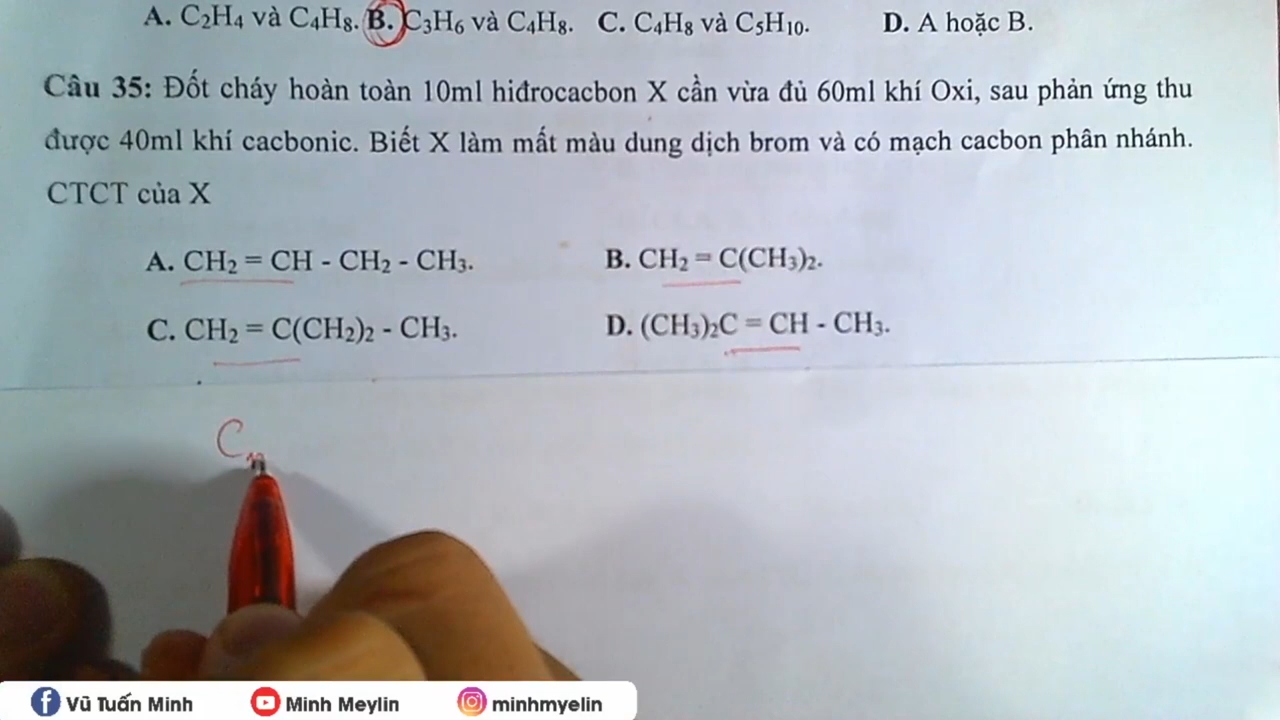 A. C₂H₄ và C₄H₈. B. C₃H₆ và C₄H₈. C. C₄H₈ và C₅H₁₀. D. A hoặc B.
Câu 35: Đốt cháy hoàn toàn 10ml hiđrocacbon X cần vừa đủ 60ml khí Oxi, sau phản ứng thu
được 40ml khí cacbonic. Biết X làm mất màu dung dịch brom và có mạch cacbon phân nhánh.
CTCT của X
A. CH₂ = CH - CH₂ - CH₃. B. CH₂ = C(CH₃)₂.
C. CH₂ = C(CH₂)₂ - CH₃. D. (CH₃)₂C = CH - CH₃.
Cₙ
Vũ Tuấn Minh Minh Meylin minhmyelin